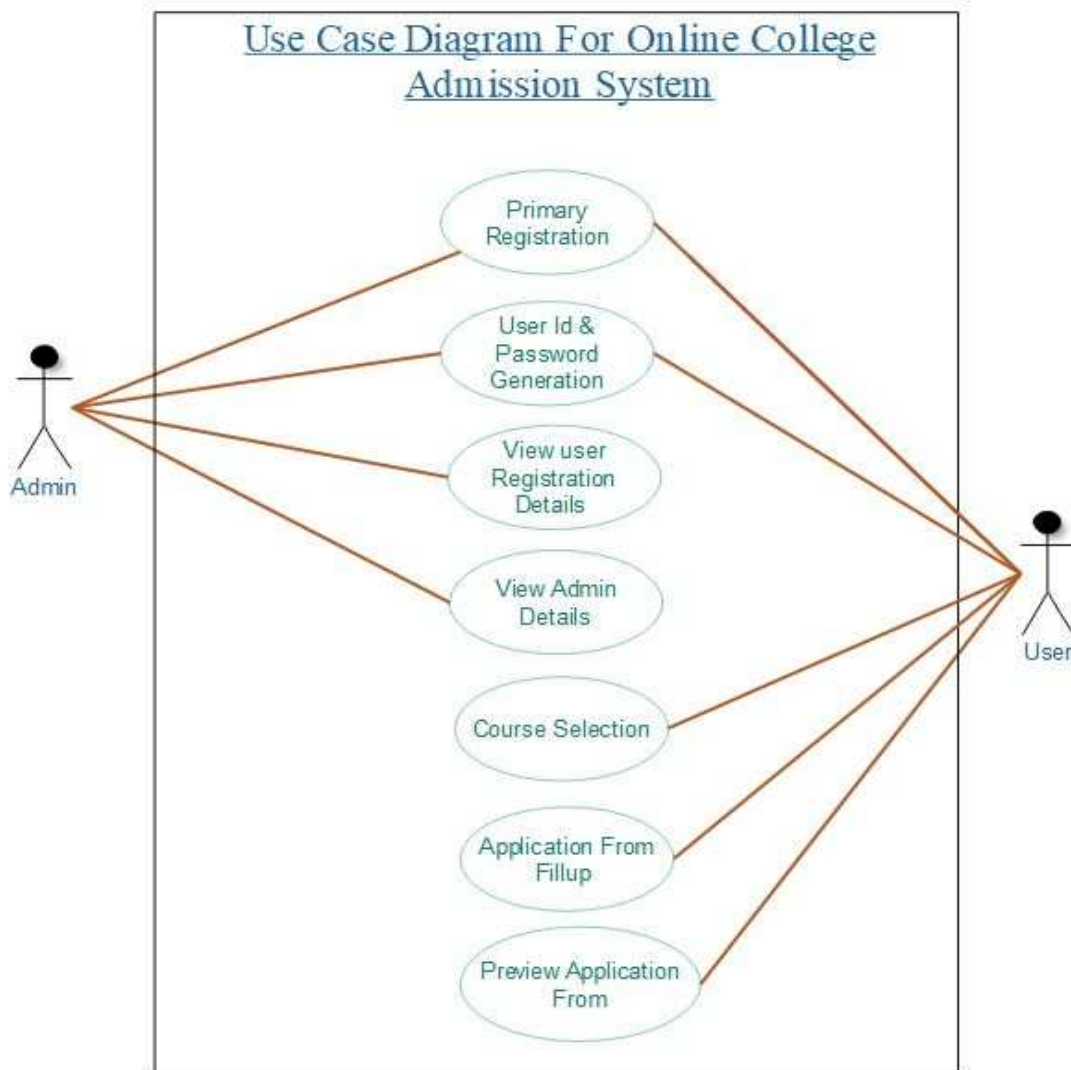 Use Case Diagram For Online College
Admission System
Primary
Registration
User Id &
Password
Generation
View user
Registration
Details
Admin
View Admin
Details
User
Course Selection
Application From
Fillup
Preview Application
From